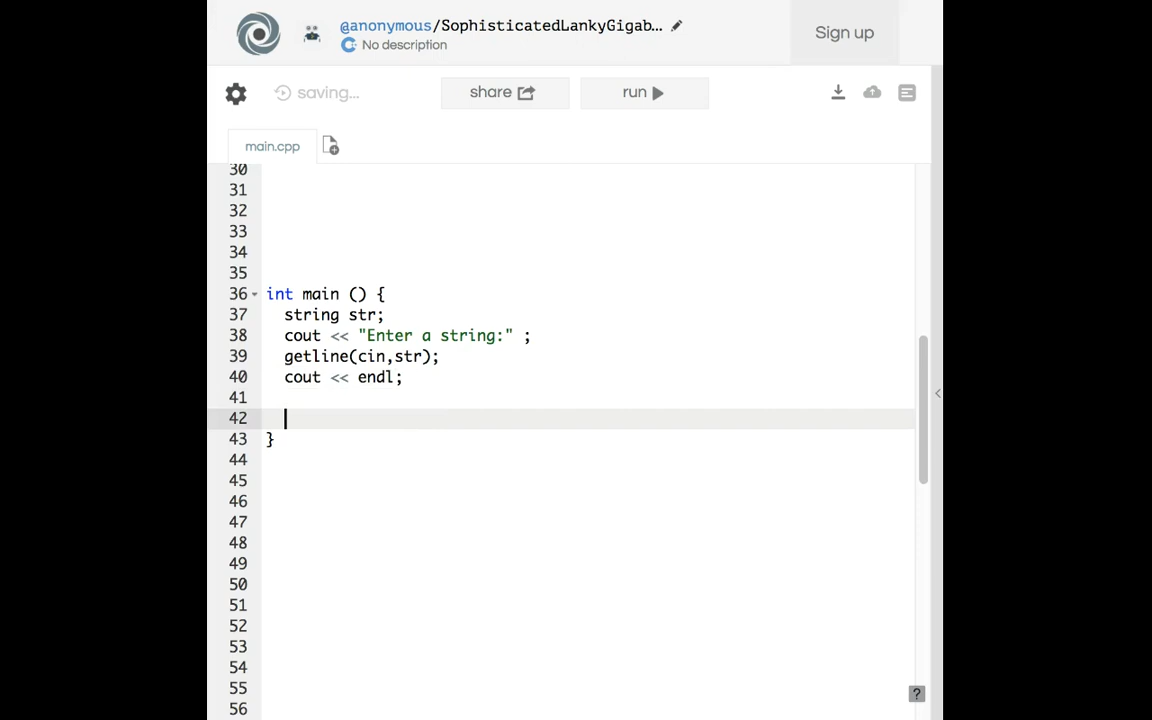 @anonymous/SophisticatedLankyGigab...
No description
Sign up
saving...
share
run
main.cpp
30
31
32
33
34
35
36 int main () {
37 string str;
38 cout << "Enter a string:" ;
39 getline(cin,str);
40 cout << endl;
41
42
43 }
44
45
46
47
48
49
50
51
52
53
54
55
56
?